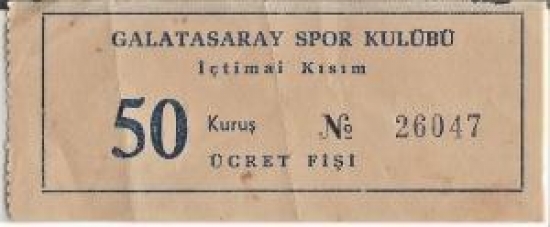 GALATASARAY SPOR KULÜBÜ
İçtimai Kısım
50 Kuruş № 26047
ÜCRET FİŞİ